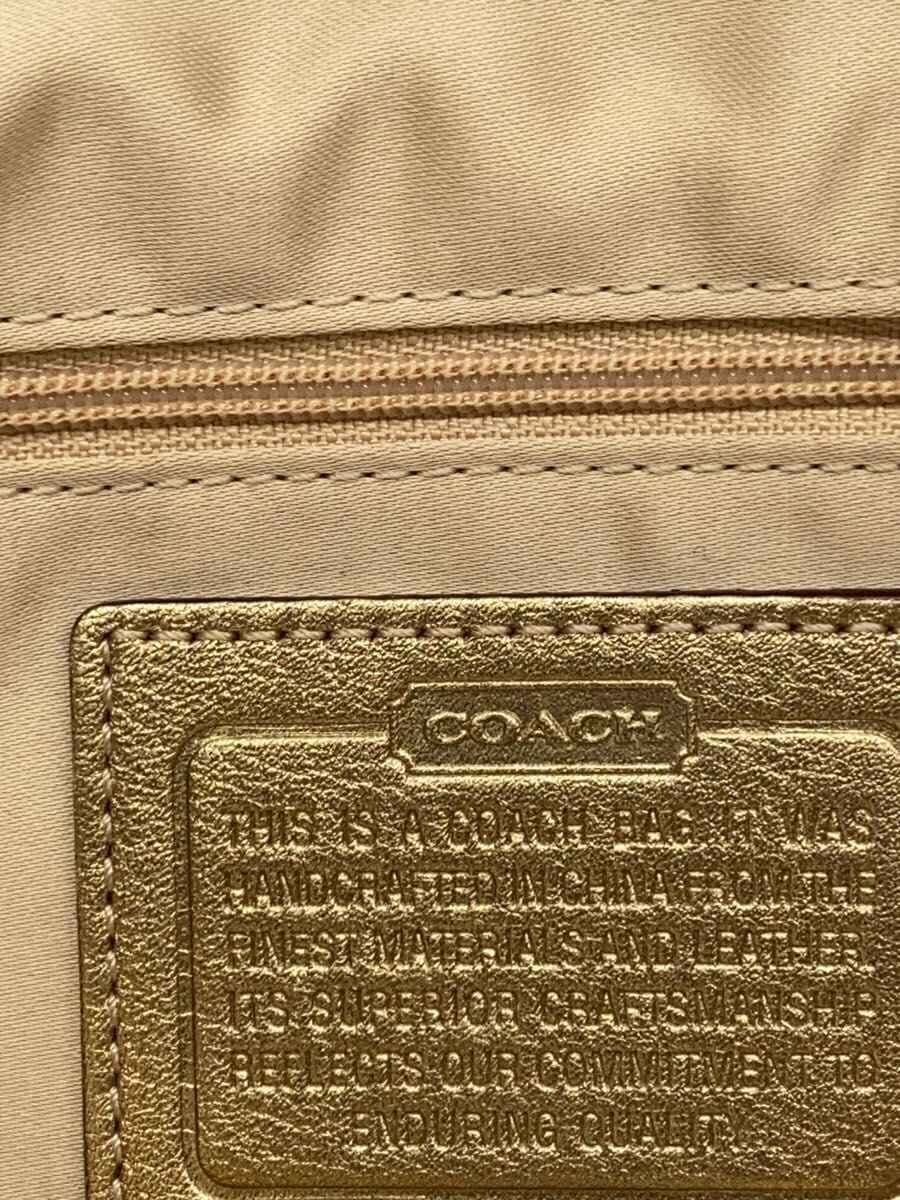 COACH
THIS IS A COACH BAG. IT WAS
HANDCRAFTED IN CHINA FROM THE
FINEST MATERIALS AND LEATHER.
ITS SUPERIOR CRAFTSMANSHIP
REFLECTS OUR COMMITMENT TO
ENDURING QUALITY.